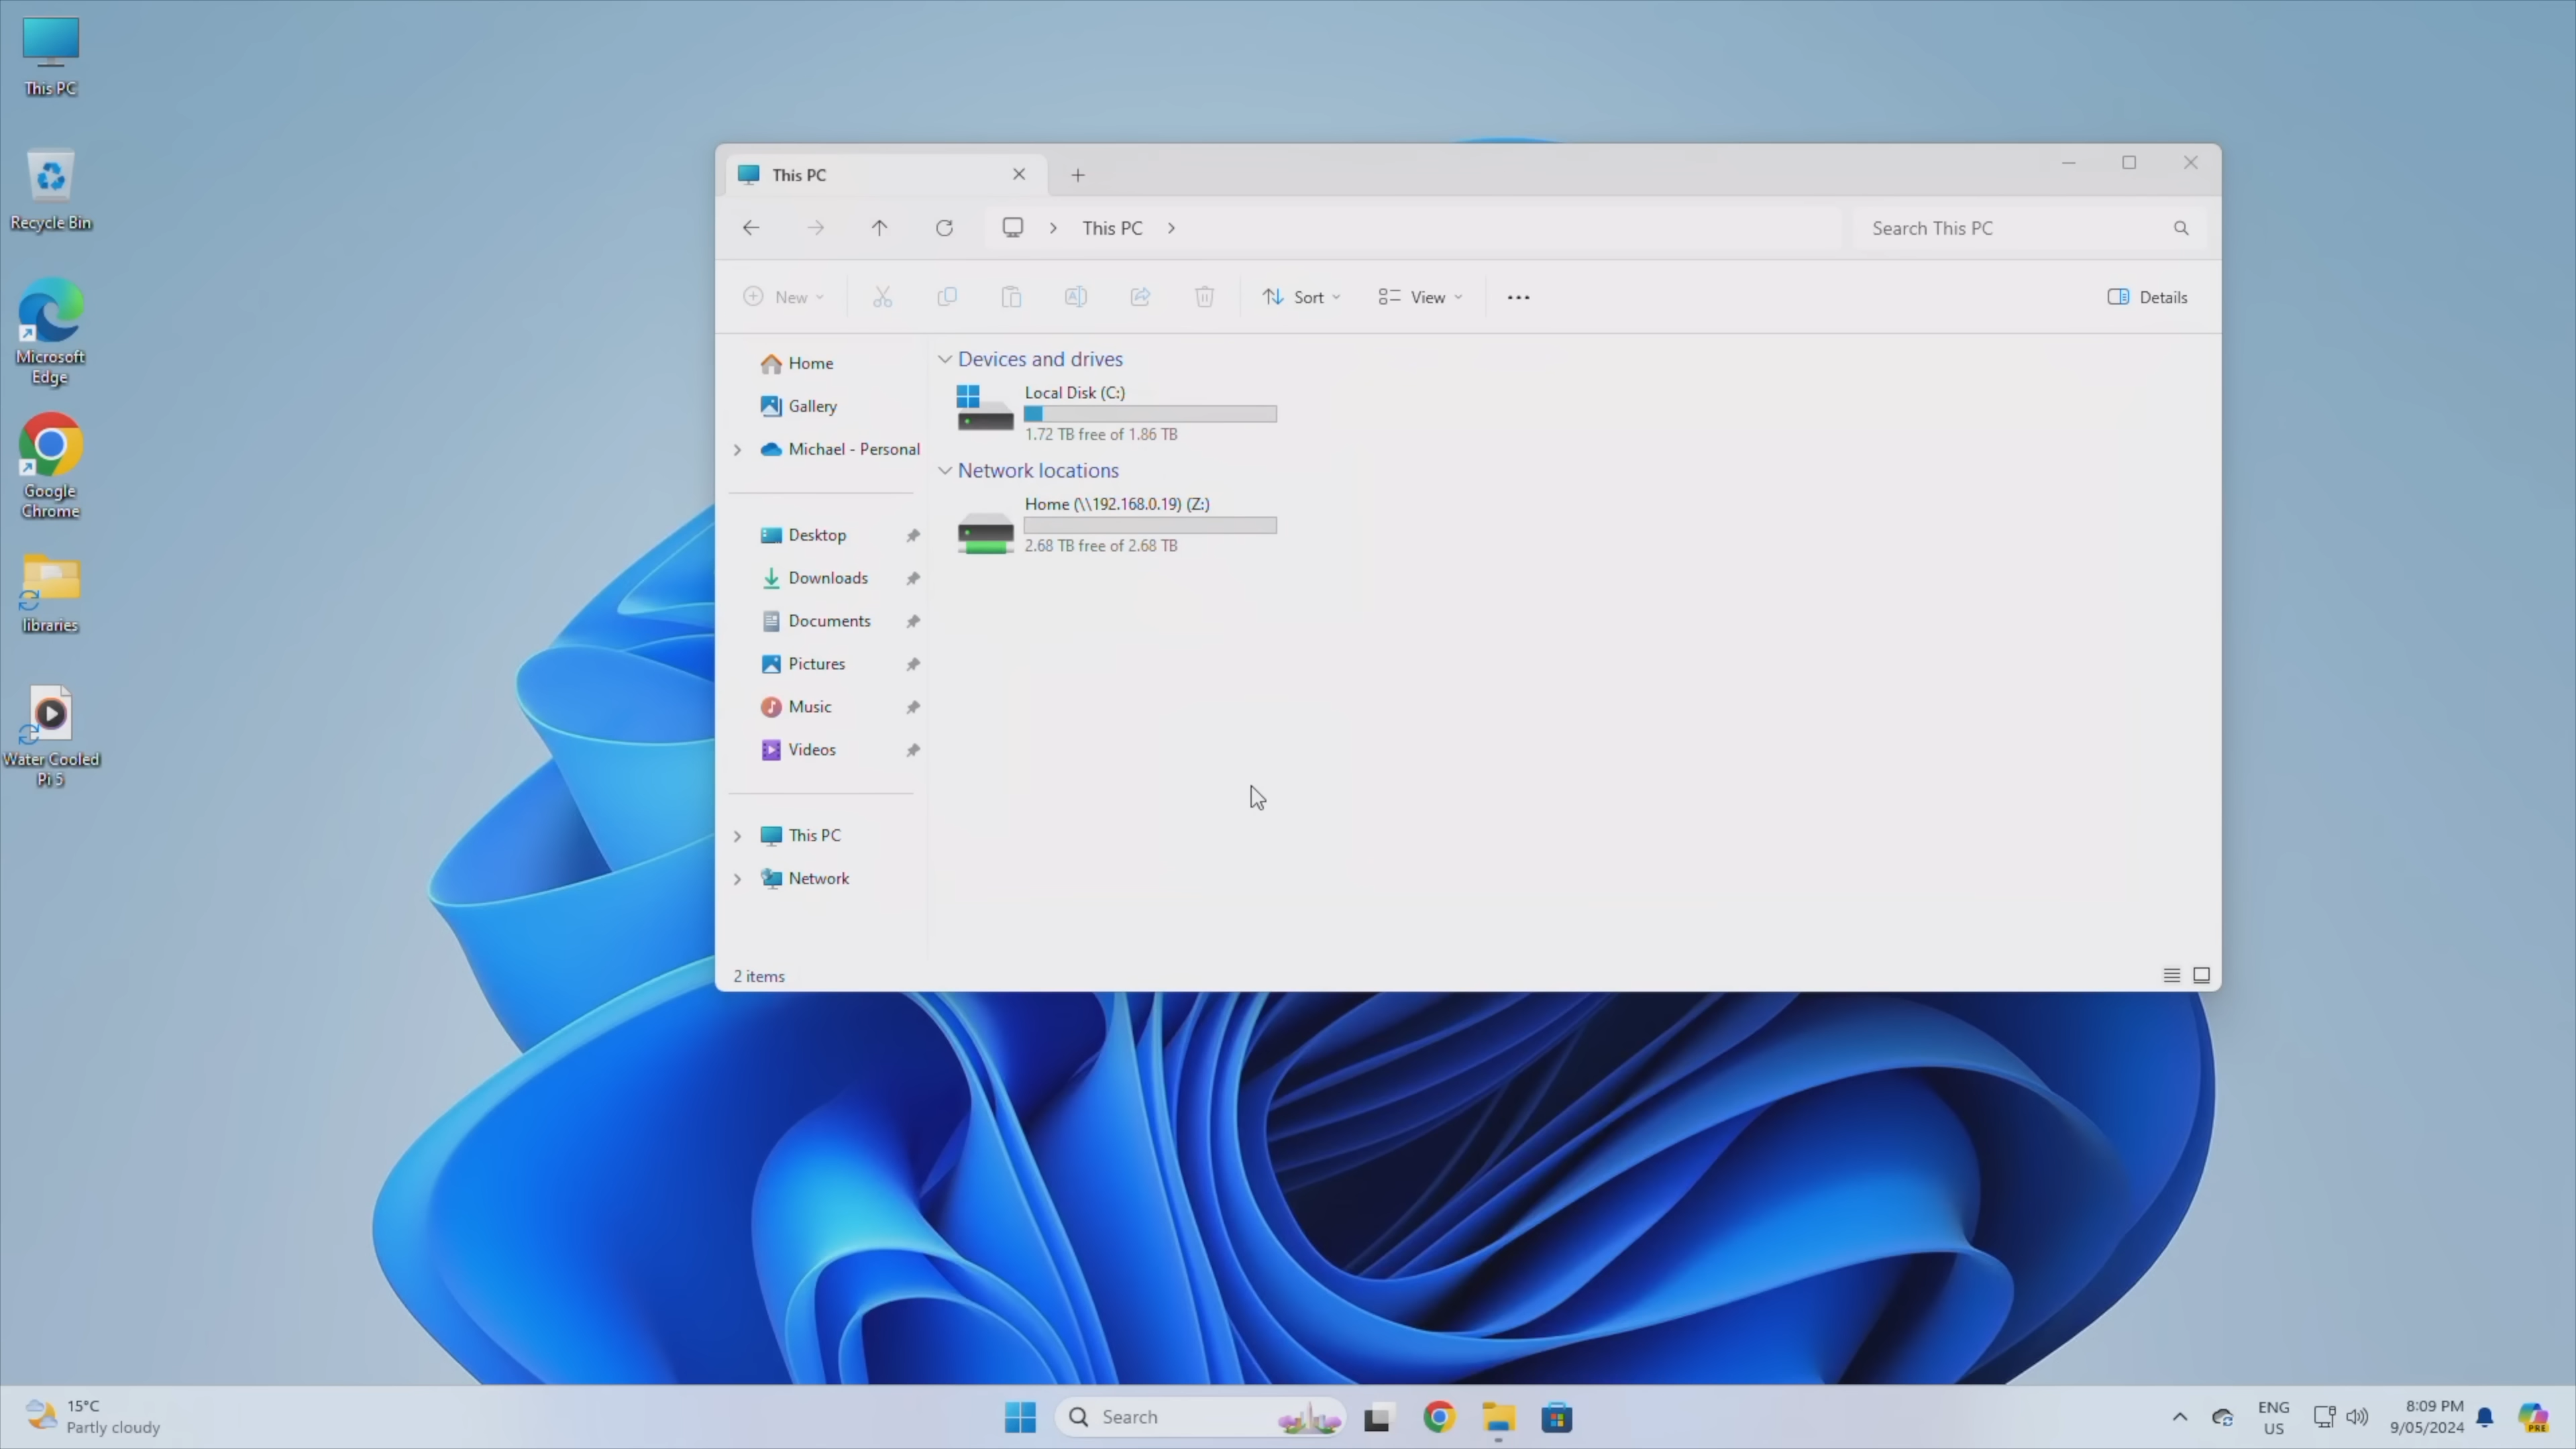 This PC
Recycle Bin
Microsoft
Edge
Google
Chrome
libraries
Water Cooled
Pi 5
This PC
This PC
Search This PC
New
Sort
View
Details
Home
Gallery
Michael - Personal
Desktop
Downloads
Documents
Pictures
Music
Videos
This PC
Network
Devices and drives
Local Disk (C:)
1.72 TB free of 1.86 TB
Network locations
Home (\\192.168.0.19) (Z:)
2.68 TB free of 2.68 TB
2 items
15°C
Partly cloudy
Search
ENG
US
8:09 PM
9/05/2024
PRE